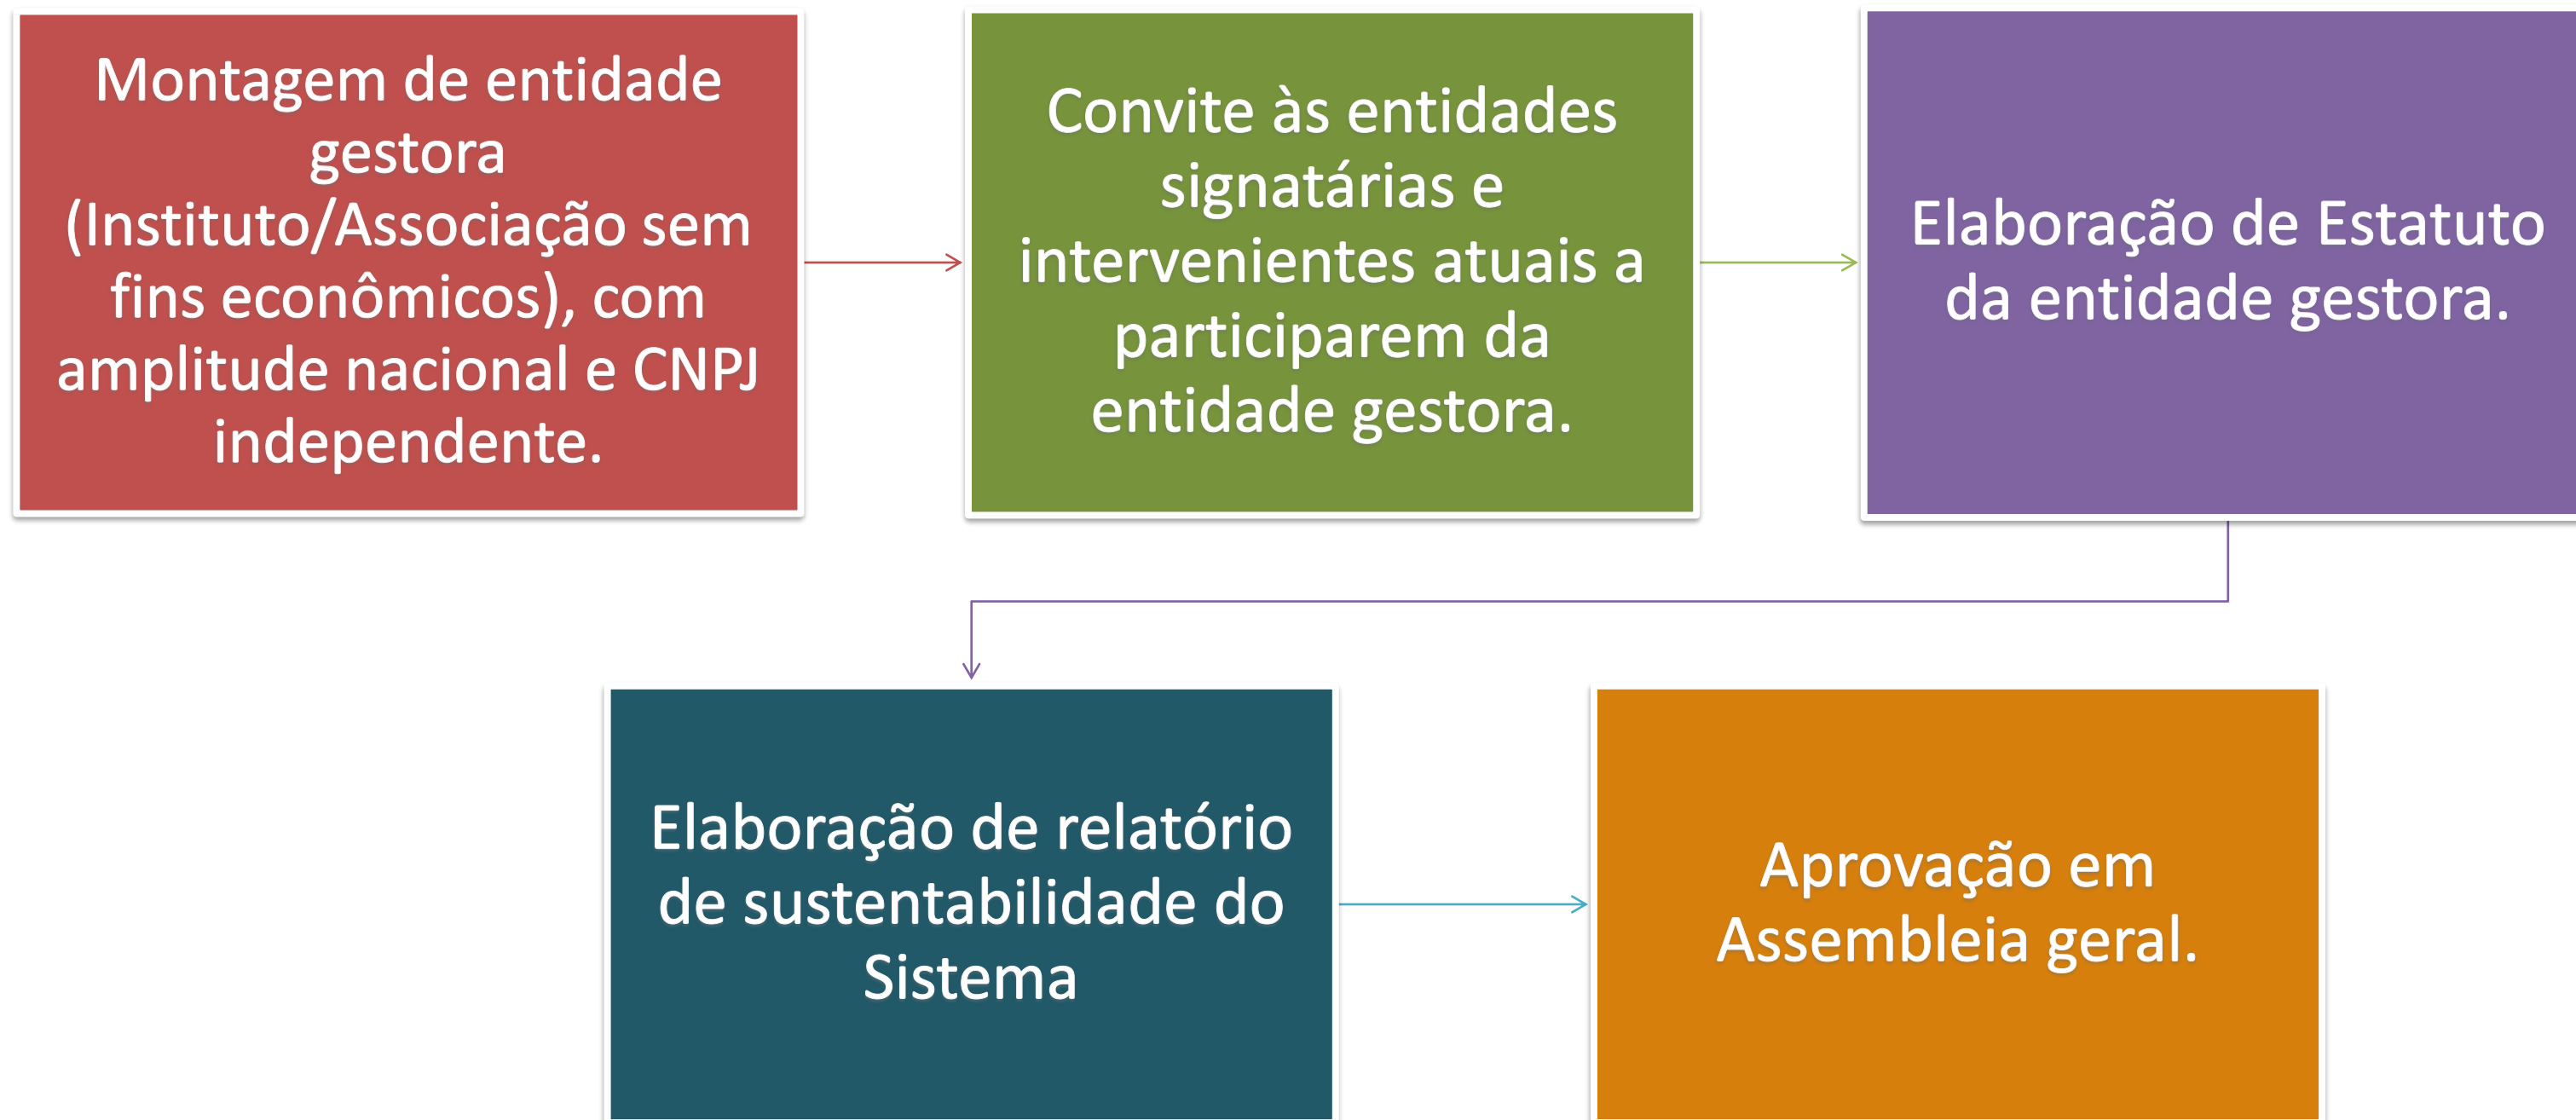 Montagem de entidade
gestora
(Instituto/Associação sem
fins econômicos), com
amplitude nacional e CNPJ
independente.
Convite às entidades
signatárias e
intervenientes atuais a
participarem da
entidade gestora.
Elaboração de Estatuto
da entidade gestora.
Elaboração de relatório
de sustentabilidade do
Sistema
Aprovação em
Assembleia geral.